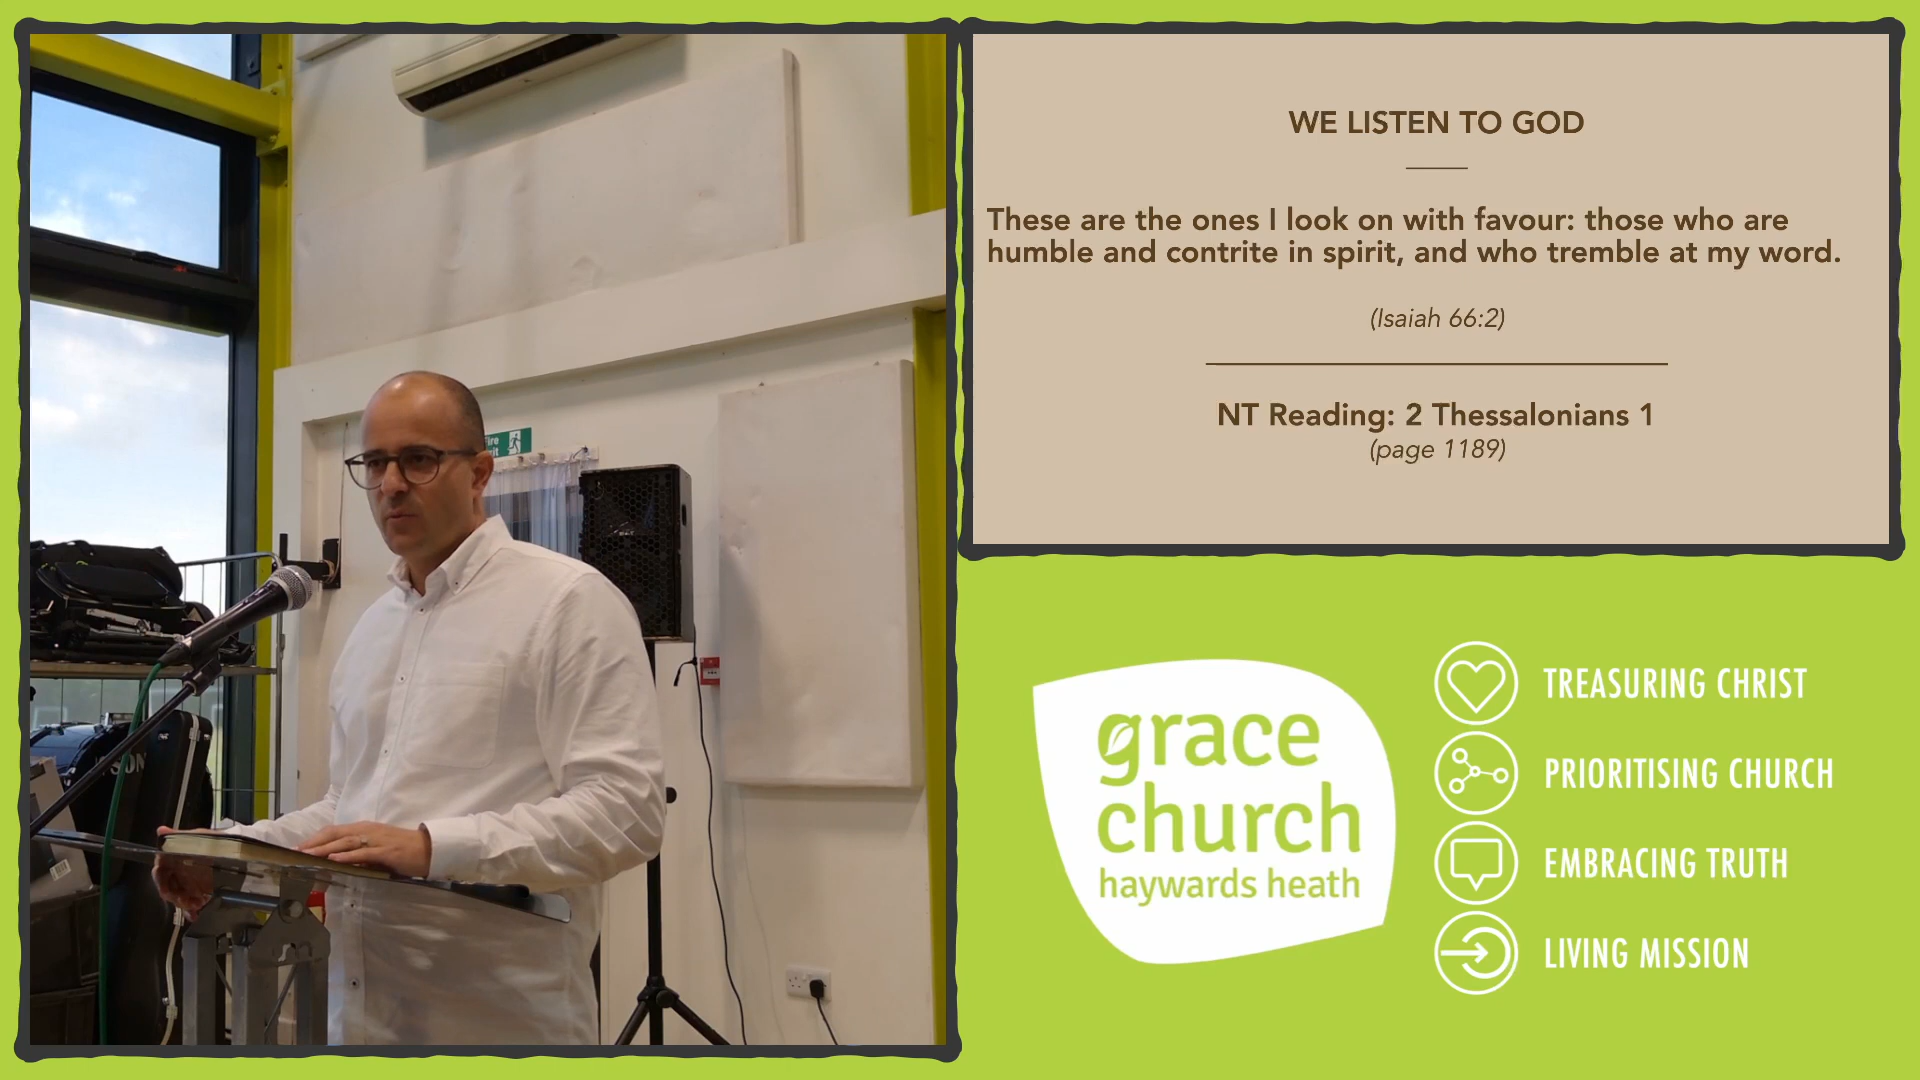 WE LISTEN TO GOD
These are the ones I look on with favour: those who are
humble and contrite in spirit, and who tremble at my word.
(Isaiah 66:2)
NT Reading: 2 Thessalonians 1
(page 1189)
grace
church
haywards heath
TREASURING CHRIST
PRIORITISING CHURCH
EMBRACING TRUTH
LIVING MISSION
Fire